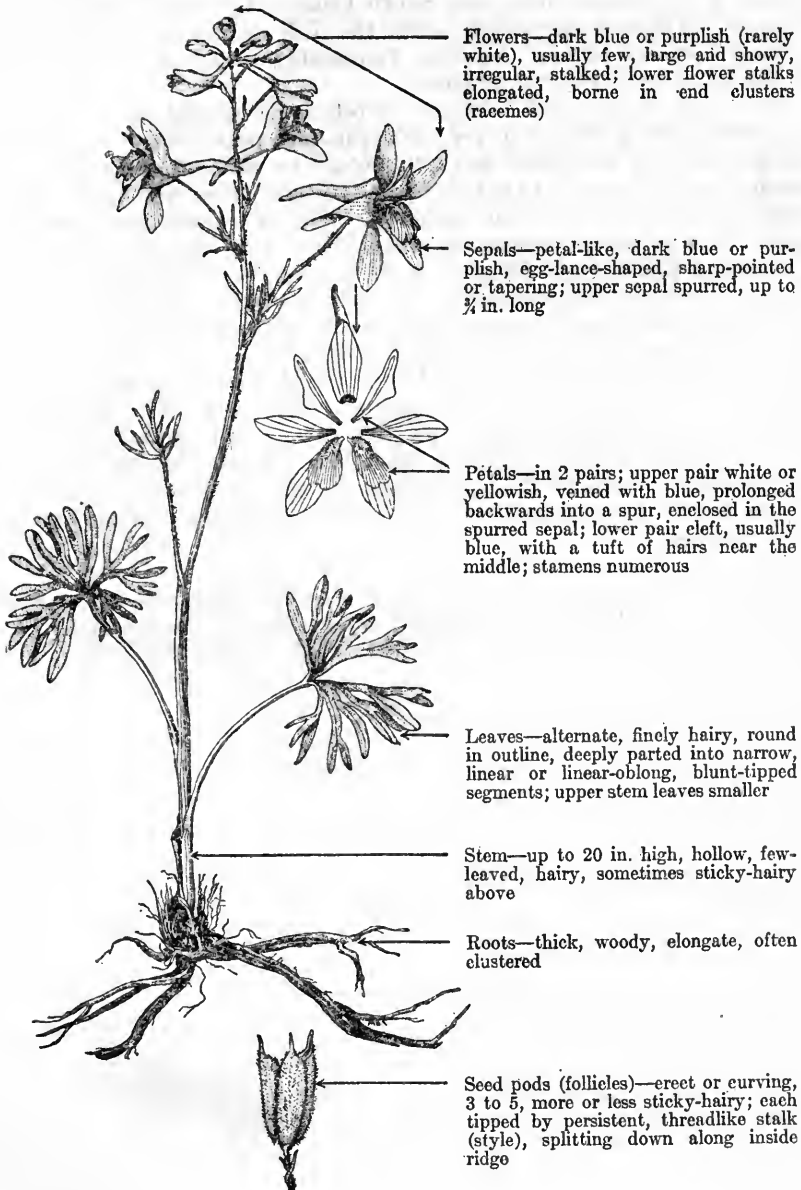 Flowers—dark blue or purplish (rarely
white), usually few, large and showy,
irregular, stalked; lower flower stalks
elongated, borne in end clusters
(racemes)
Sepals—petal-like, dark blue or pur-
plish, egg-lance-shaped, sharp-pointed
or tapering; upper sepal spurred, up to
¾ in. long
Petals—in 2 pairs; upper pair white or
yellowish, veined with blue, prolonged
backwards into a spur, enclosed in the
spurred sepal; lower pair cleft, usually
blue, with a tuft of hairs near the
middle; stamens numerous
Leaves—alternate, finely hairy, round
in outline, deeply parted into narrow,
linear or linear-oblong, blunt-tipped
segments; upper stem leaves smaller
Stem—up to 20 in. high, hollow, few-
leaved, hairy, sometimes sticky-hairy
above
Roots—thick, woody, elongate, often
clustered
Seed pods (follicles)—erect or curving,
3 to 5, more or less sticky-hairy; each
tipped by persistent, threadlike stalk
(style), splitting down along inside
ridge